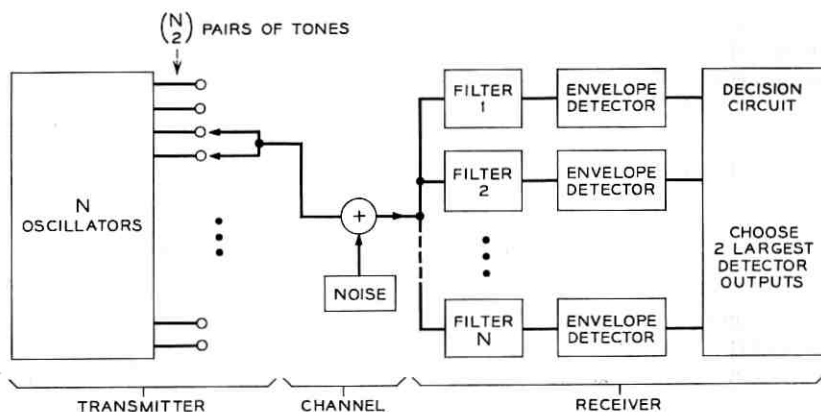 (N 2) PAIRS OF TONES
N
OSCILLATORS
+
NOISE
FILTER
1
ENVELOPE
DETECTOR
FILTER
2
ENVELOPE
DETECTOR
FILTER
N
ENVELOPE
DETECTOR
DECISION
CIRCUIT
CHOOSE
2 LARGEST
DETECTOR
OUTPUTS
TRANSMITTER
CHANNEL
RECEIVER